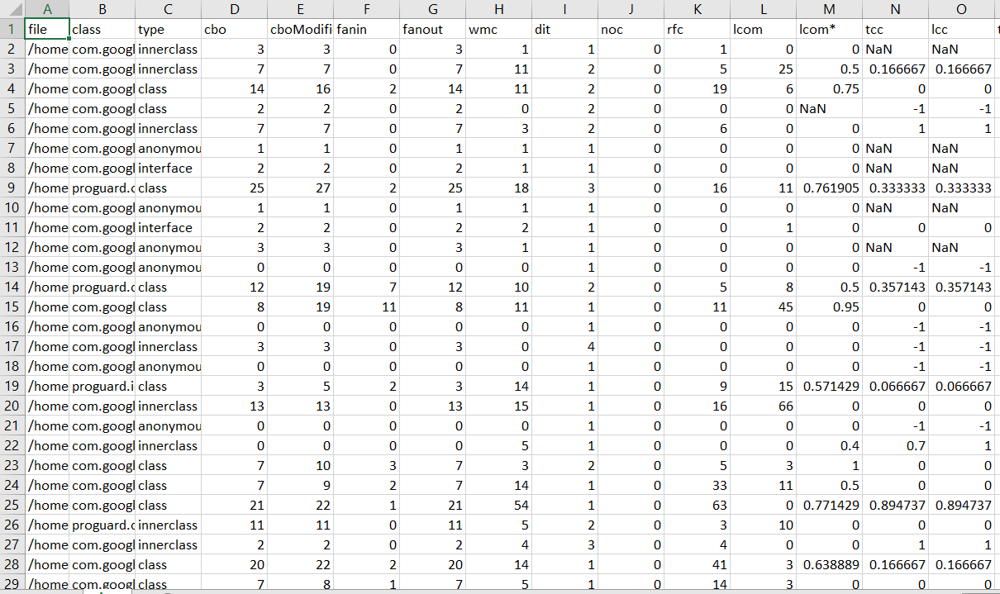 A B C D E F G H I J K L M N O
1 file class type cbo cboModifi fanin fanout wmc dit noc rfc lcom lcom* tcc lcc
2 /home com.googl innerclass 3 3 0 3 1 1 0 1 0 0 NaN NaN
3 /home com.googl innerclass 7 7 0 7 11 2 0 5 25 0.5 0.166667 0.166667
4 /home com.googl class 14 16 2 14 11 2 0 19 6 0.75 0 0
5 /home com.googl class 2 2 0 2 0 2 0 0 0 NaN -1 -1
6 /home com.googl innerclass 7 7 0 7 3 2 0 6 0 0 1 1
7 /home com.googl anonymou 1 1 0 1 1 1 0 0 0 0 NaN NaN
8 /home com.googl interface 2 2 0 2 1 1 0 0 0 0 NaN NaN
9 /home proguard.c class 25 27 2 25 18 3 0 16 11 0.761905 0.333333 0.333333
10 /home com.googl anonymou 1 1 0 1 1 1 0 0 0 0 NaN NaN
11 /home com.googl interface 2 2 0 2 2 1 0 0 1 0 0 0
12 /home com.googl anonymou 3 3 0 3 1 1 0 0 0 0 NaN NaN
13 /home com.googl anonymou 0 0 0 0 0 1 0 0 0 0 -1 -1
14 /home proguard.c class 12 19 7 12 10 2 0 5 8 0.5 0.357143 0.357143
15 /home com.googl class 8 19 11 8 11 1 0 11 45 0.95 0 0
16 /home com.googl anonymou 0 0 0 0 0 1 0 0 0 0 -1 -1
17 /home com.googl innerclass 3 3 0 3 0 4 0 0 0 0 -1 -1
18 /home com.googl anonymou 0 0 0 0 0 1 0 0 0 0 -1 -1
19 /home proguard.i class 3 5 2 3 14 1 0 9 15 0.571429 0.066667 0.066667
20 /home com.googl innerclass 13 13 0 13 15 1 0 16 66 0 0 0
21 /home com.googl anonymou 0 0 0 0 0 1 0 0 0 0 -1 -1
22 /home com.googl innerclass 0 0 0 0 5 1 0 0 0 0.4 0.7 1
23 /home com.googl class 7 10 3 7 3 2 0 5 3 1 0 0
24 /home com.googl class 7 9 2 7 14 1 0 33 11 0.5 0 0
25 /home com.googl class 21 22 1 21 54 1 0 63 0 0.771429 0.894737 0.894737
26 /home proguard.c innerclass 11 11 0 11 5 2 0 3 10 0 0 0
27 /home com.googl innerclass 2 2 0 2 4 3 0 4 0 0 1 1
28 /home com.googl class 20 22 2 20 14 1 0 41 3 0.638889 0.166667 0.166667
29 /home com.googl class 7 8 1 7 5 1 0 14 3 0 0 0